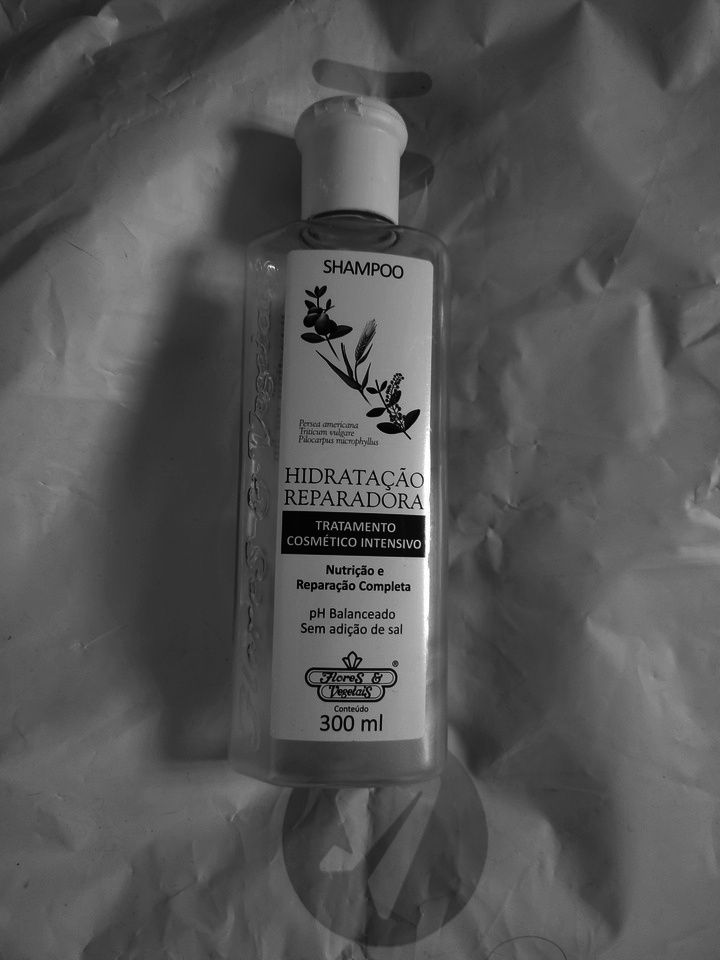 SHAMPOO
Persea americana
Triticum vulgare
Pilocarpus microphyllus
HIDRATAÇÃO
REPARADORA
TRATAMENTO
COSMÉTICO INTENSIVO
Nutrição e
Reparação Completa
pH Balanceado
Sem adição de sal
Flores &
Vegetais
®
Conteúdo
300 ml